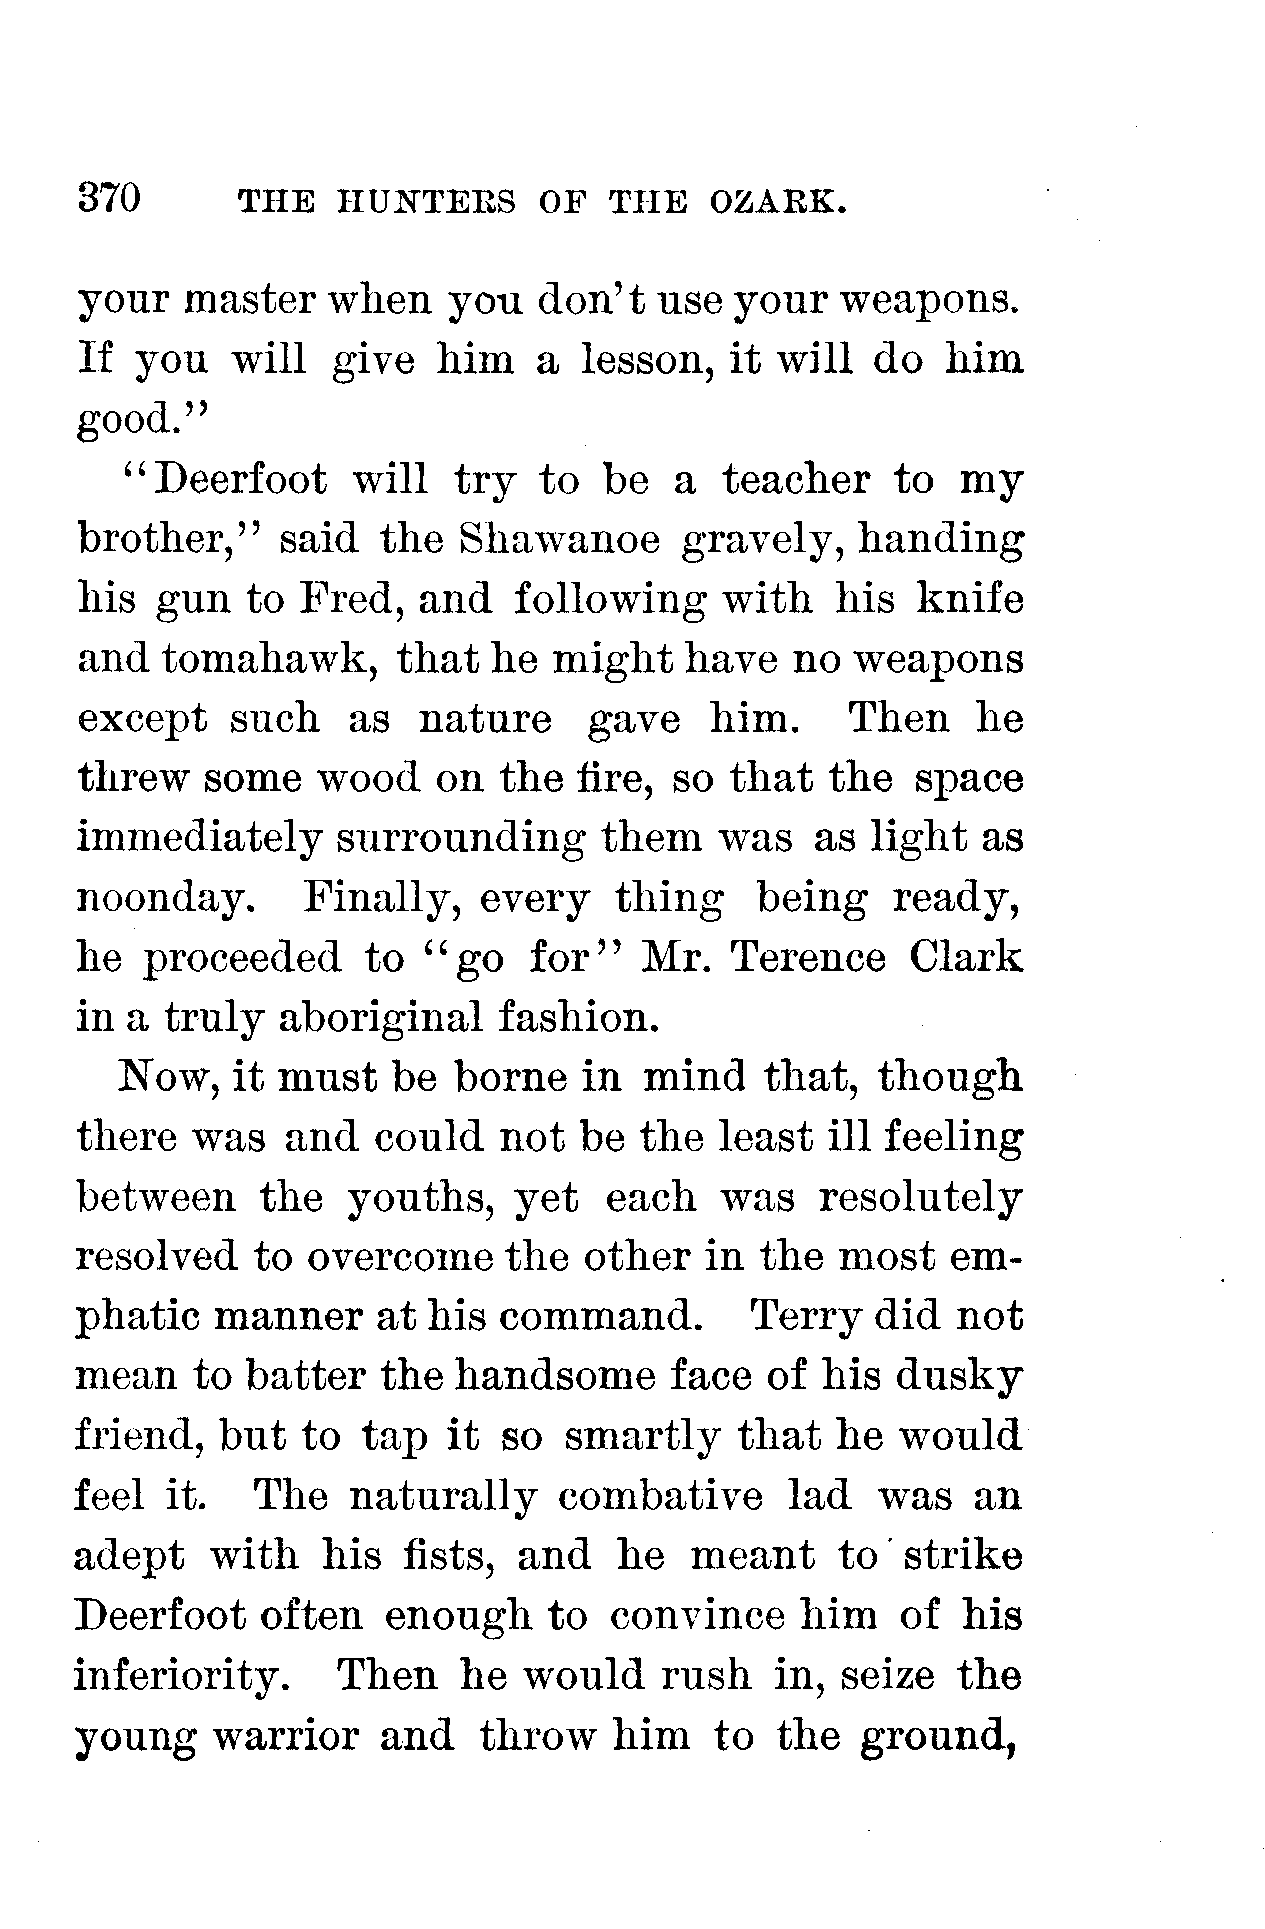 370 THE HUNTERS OF THE OZARK.
your master when you don't use your weapons.
If you will give him a lesson, it will do him
good."
"Deerfoot will try to be a teacher to my
brother," said the Shawanoe gravely, handing
his gun to Fred, and following with his knife
and tomahawk, that he might have no weapons
except such as nature gave him. Then he
threw some wood on the fire, so that the space
immediately surrounding them was as light as
noonday. Finally, every thing being ready,
he proceeded to "go for" Mr. Terence Clark
in a truly aboriginal fashion.
Now, it must be borne in mind that, though
there was and could not be the least ill feeling
between the youths, yet each was resolutely
resolved to overcome the other in the most em-
phatic manner at his command. Terry did not
mean to batter the handsome face of his dusky
friend, but to tap it so smartly that he would
feel it. The naturally combative lad was an
adept with his fists, and he meant to strike
Deerfoot often enough to convince him of his
inferiority. Then he would rush in, seize the
young warrior and throw him to the ground,